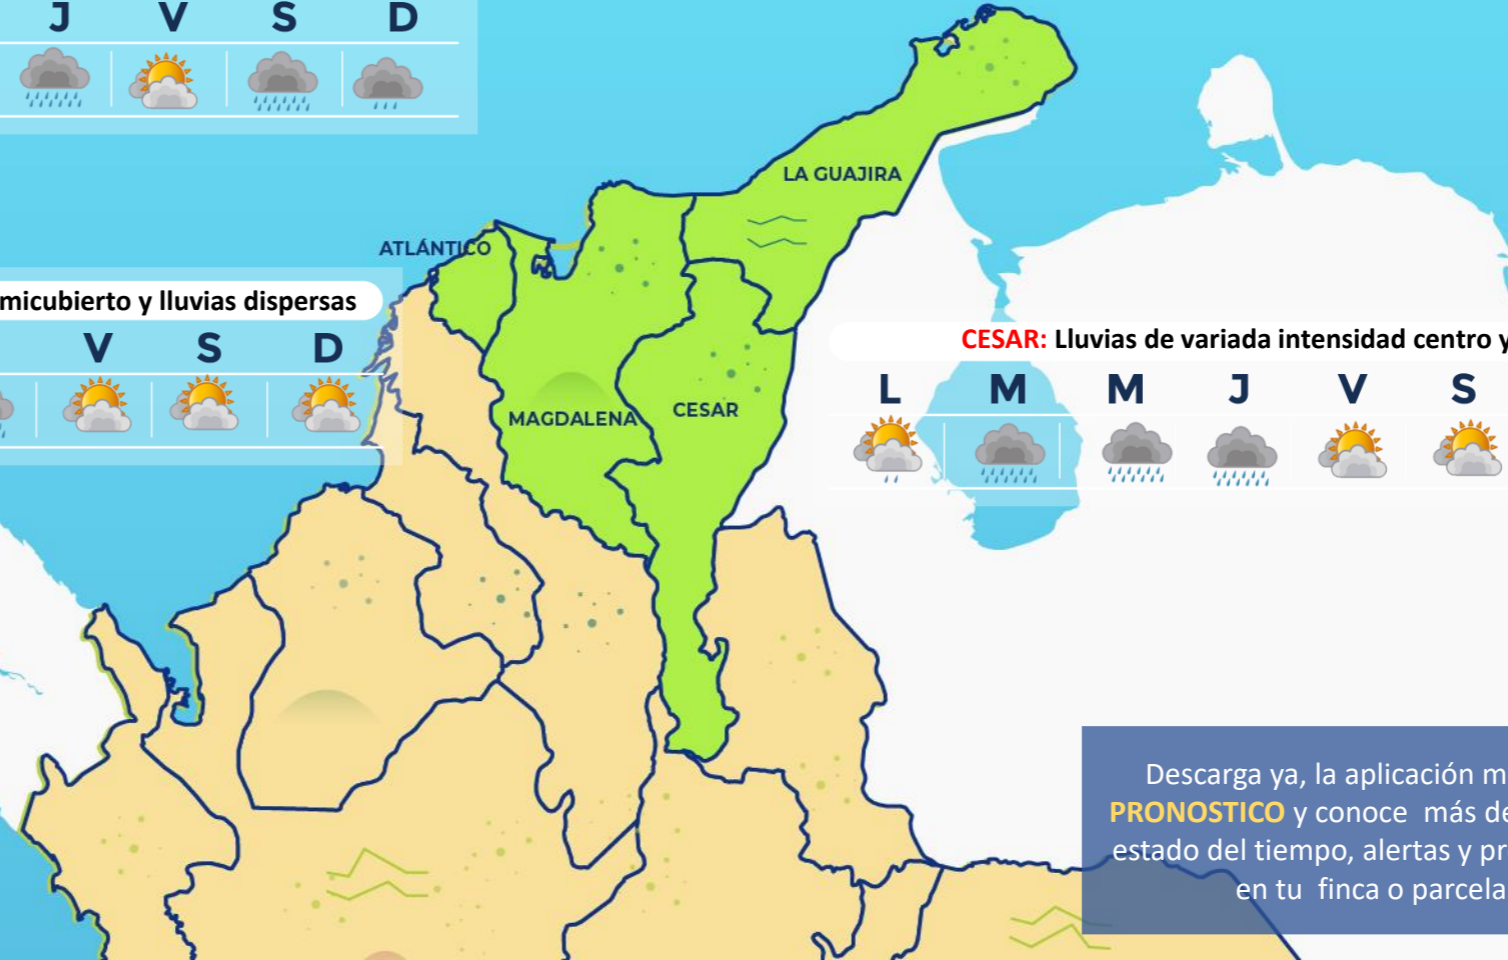 J V S D
LA GUAJIRA
ATLÁNTICO
micubierto y lluvias dispersas
V S D
CESAR: Lluvias de variada intensidad centro y
L M M J V S
MAGDALENA
CESAR
Descarga ya, la aplicación m
PRONOSTICO y conoce más de
estado del tiempo, alertas y pr
en tu finca o parcela